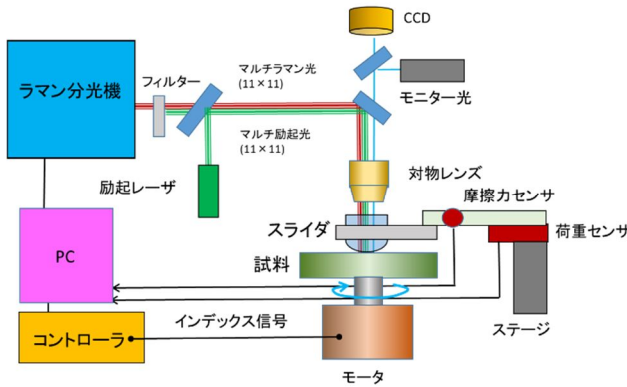 CCD
ラマン分光機
フィルター
マルチラマン光
(11×11)
モニター光
マルチ励起光
(11×11)
対物レンズ
励起レーザ
摩擦力センサ
スライダ
荷重センサ
PC
試料
インデックス信号
ステージ
コントローラ
モータ